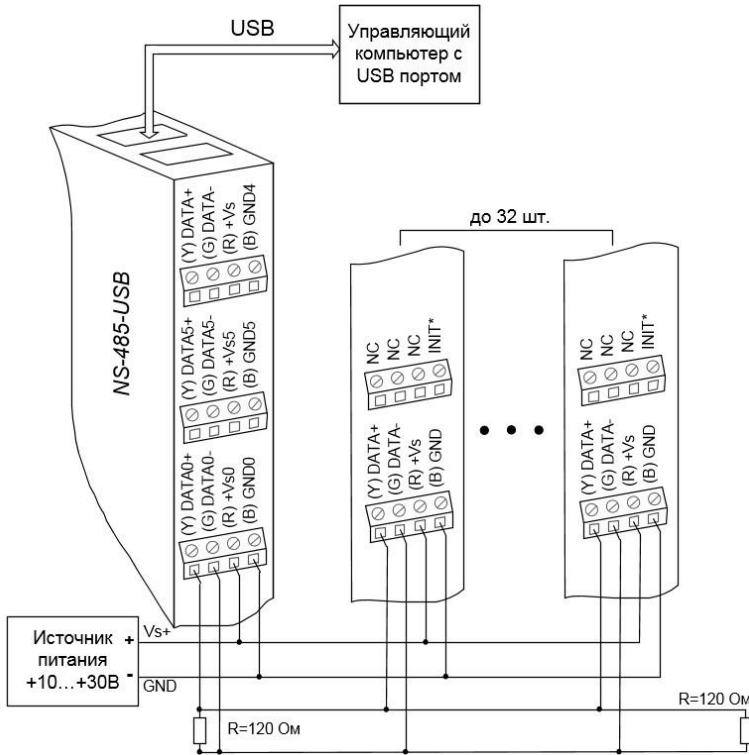 USB
Управляющий
компьютер с
USB портом
NS-485-USB
(Y) DATA+
(G) DATA-
(R) +Vs
(B) GND4
(Y) DATA5+
(G) DATA5-
(R) +Vs5
(B) GND5
(Y) DATA0+
(G) DATA0-
(R) +Vs0
(B) GND0
до 32 шт.
NC
NC
NC
INIT*
(Y) DATA+
(G) DATA-
(R) +Vs
(B) GND
NC
NC
NC
INIT*
(Y) DATA+
(G) DATA-
(R) +Vs
(B) GND
Источник
питания
+10...+30В
+
-
Vs+
GND
R=120 Ом
R=120 Ом